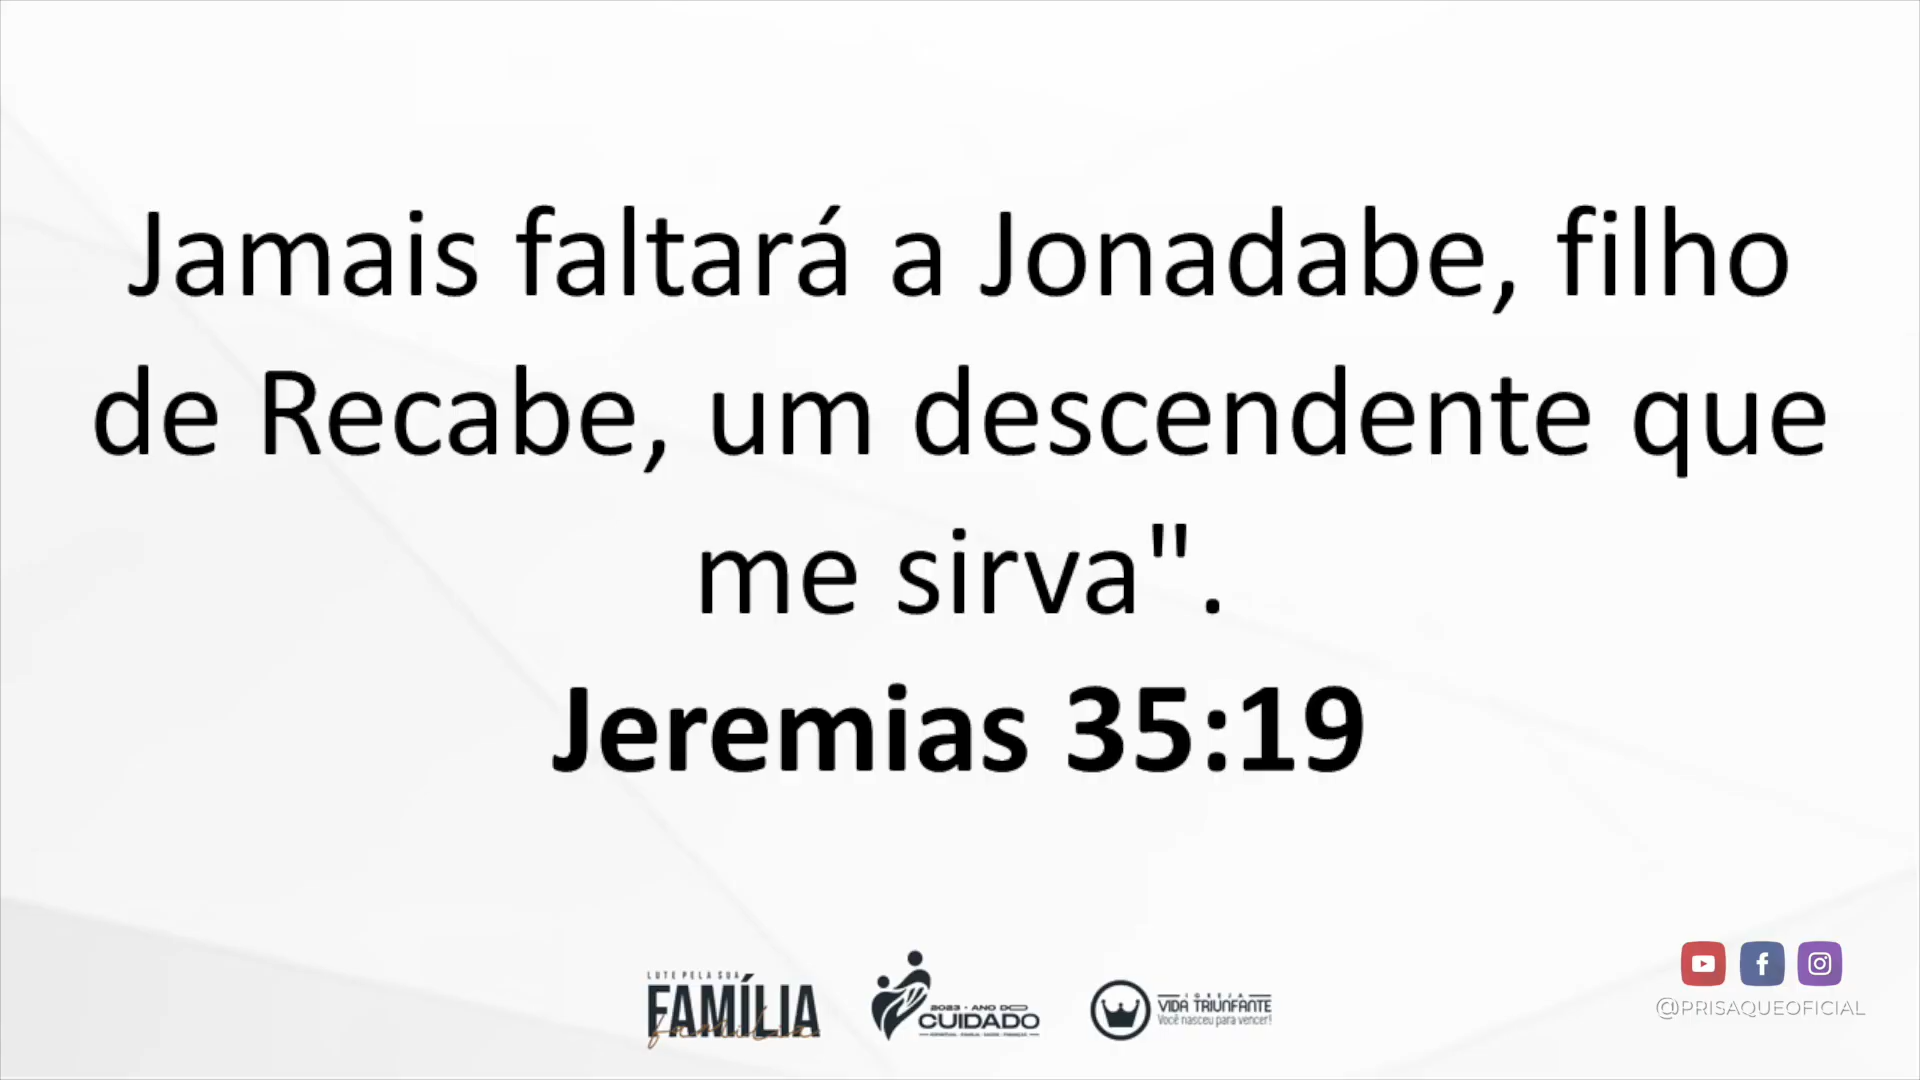 Jamais faltará a Jonadabe, filho
de Recabe, um descendente que
me sirva".
Jeremias 35:19
LUTE PELA SUA
FAMÍLIA
família
2023 • ANO DO
CUIDADO
IGREJA
VIDA TRIUNFANTE
Você nasceu para vencer!
@PRISAQUEOFICIAL